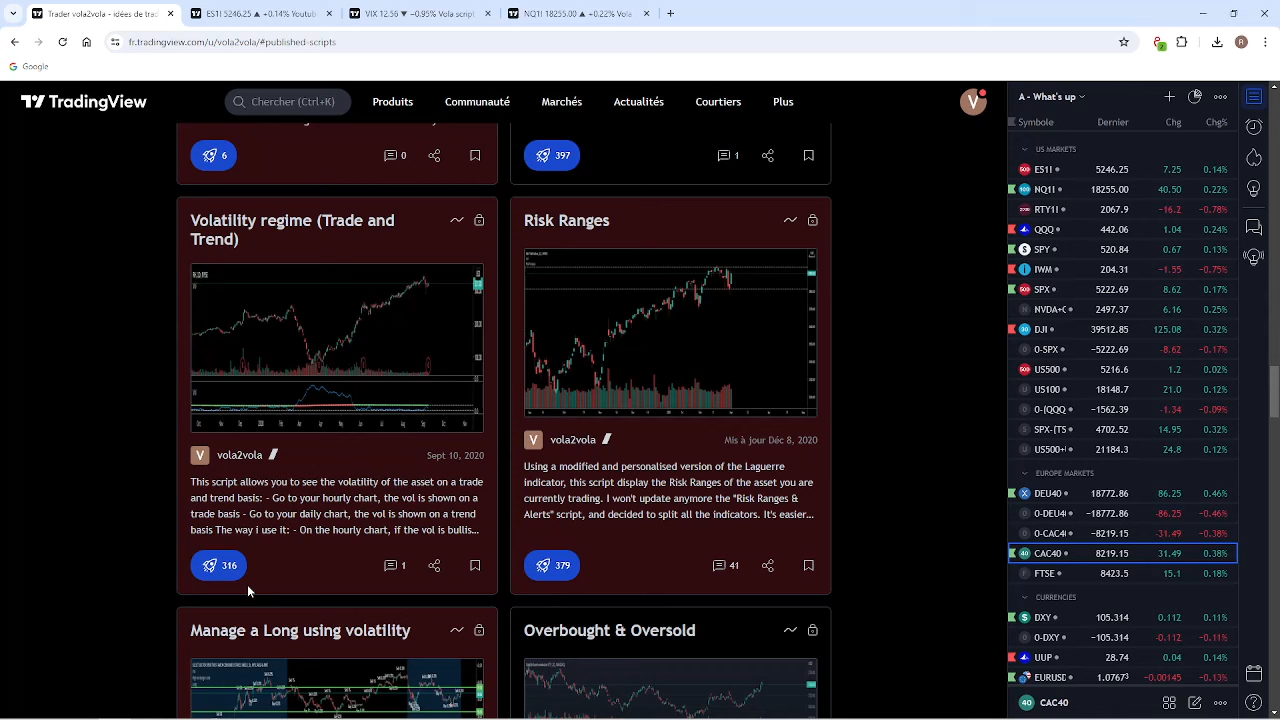 Trader vola2vola - Idées de trad
ES1! 5246.25 ▲ +0.14% Youtub
VIX 12.56 ▼ −0.95% Vola script
NQ1! 18255.00 ▲ +0.22% Vole
fr.tradingview.com/u/vola2vola/#published-scripts
Google
TradingView
Chercher (Ctrl+K)
Produits
Communauté
Marchés
Actualités
Courtiers
Plus
V
6
0
397
1
Volatility regime (Trade and
Trend)
V vola2vola
Sept 10, 2020
This script allows you to see the volatility of the asset on a trade
and trend basis: - Go to your hourly chart, the vol is shown on a
trade basis - Go to your daily chart, the vol is shown on a trend
basis The way i use it: - On the hourly chart, if the vol is bullis...
316
1
Risk Ranges
V vola2vola
Mis à jour Déc 8, 2020
Using a modified and personalised version of the Laguerre
indicator, this script display the Risk Ranges of the asset you are
currently trading. I won't update anymore the "Risk Ranges &
Alerts" script, and decided to split all the indicators. It's easier...
379
41
Manage a Long using volatility
Overbought & Oversold
A - What's up
Symbole Dernier Chg Chg%
US MARKETS
ES1! 5246.25 7.25 0.14%
NQ1! 18255.00 40.50 0.22%
RTY1! 2067.9 −16.2 −0.78%
QQQ 442.06 1.04 0.24%
SPY 520.84 0.67 0.13%
IWM 204.31 −1.55 −0.75%
SPX 5222.69 8.62 0.17%
NVDA+C 2497.37 6.16 0.25%
DJI 39512.85 125.08 0.32%
0-SPX −5222.69 −8.62 −0.17%
US500 5216.6 1.2 0.02%
US100 18148.7 21.0 0.12%
0-(QQQ −1562.39 −1.34 −0.09%
SPX-(TS 4702.52 14.95 0.32%
US500+I 21184.3 24.8 0.12%
EUROPE MARKETS
DEU40 18772.86 86.25 0.46%
0-DEU4 −18772.86 −86.25 −0.46%
0-CAC4 −8219.15 −31.49 −0.38%
CAC40 8219.15 31.49 0.38%
FTSE 8423.5 15.1 0.18%
CURRENCIES
DXY 105.314 0.112 0.11%
0-DXY −105.314 −0.112 −0.11%
UUP 28.74 0.04 0.14%
EURUSD −0.00145 −0.13%
40 CAC40